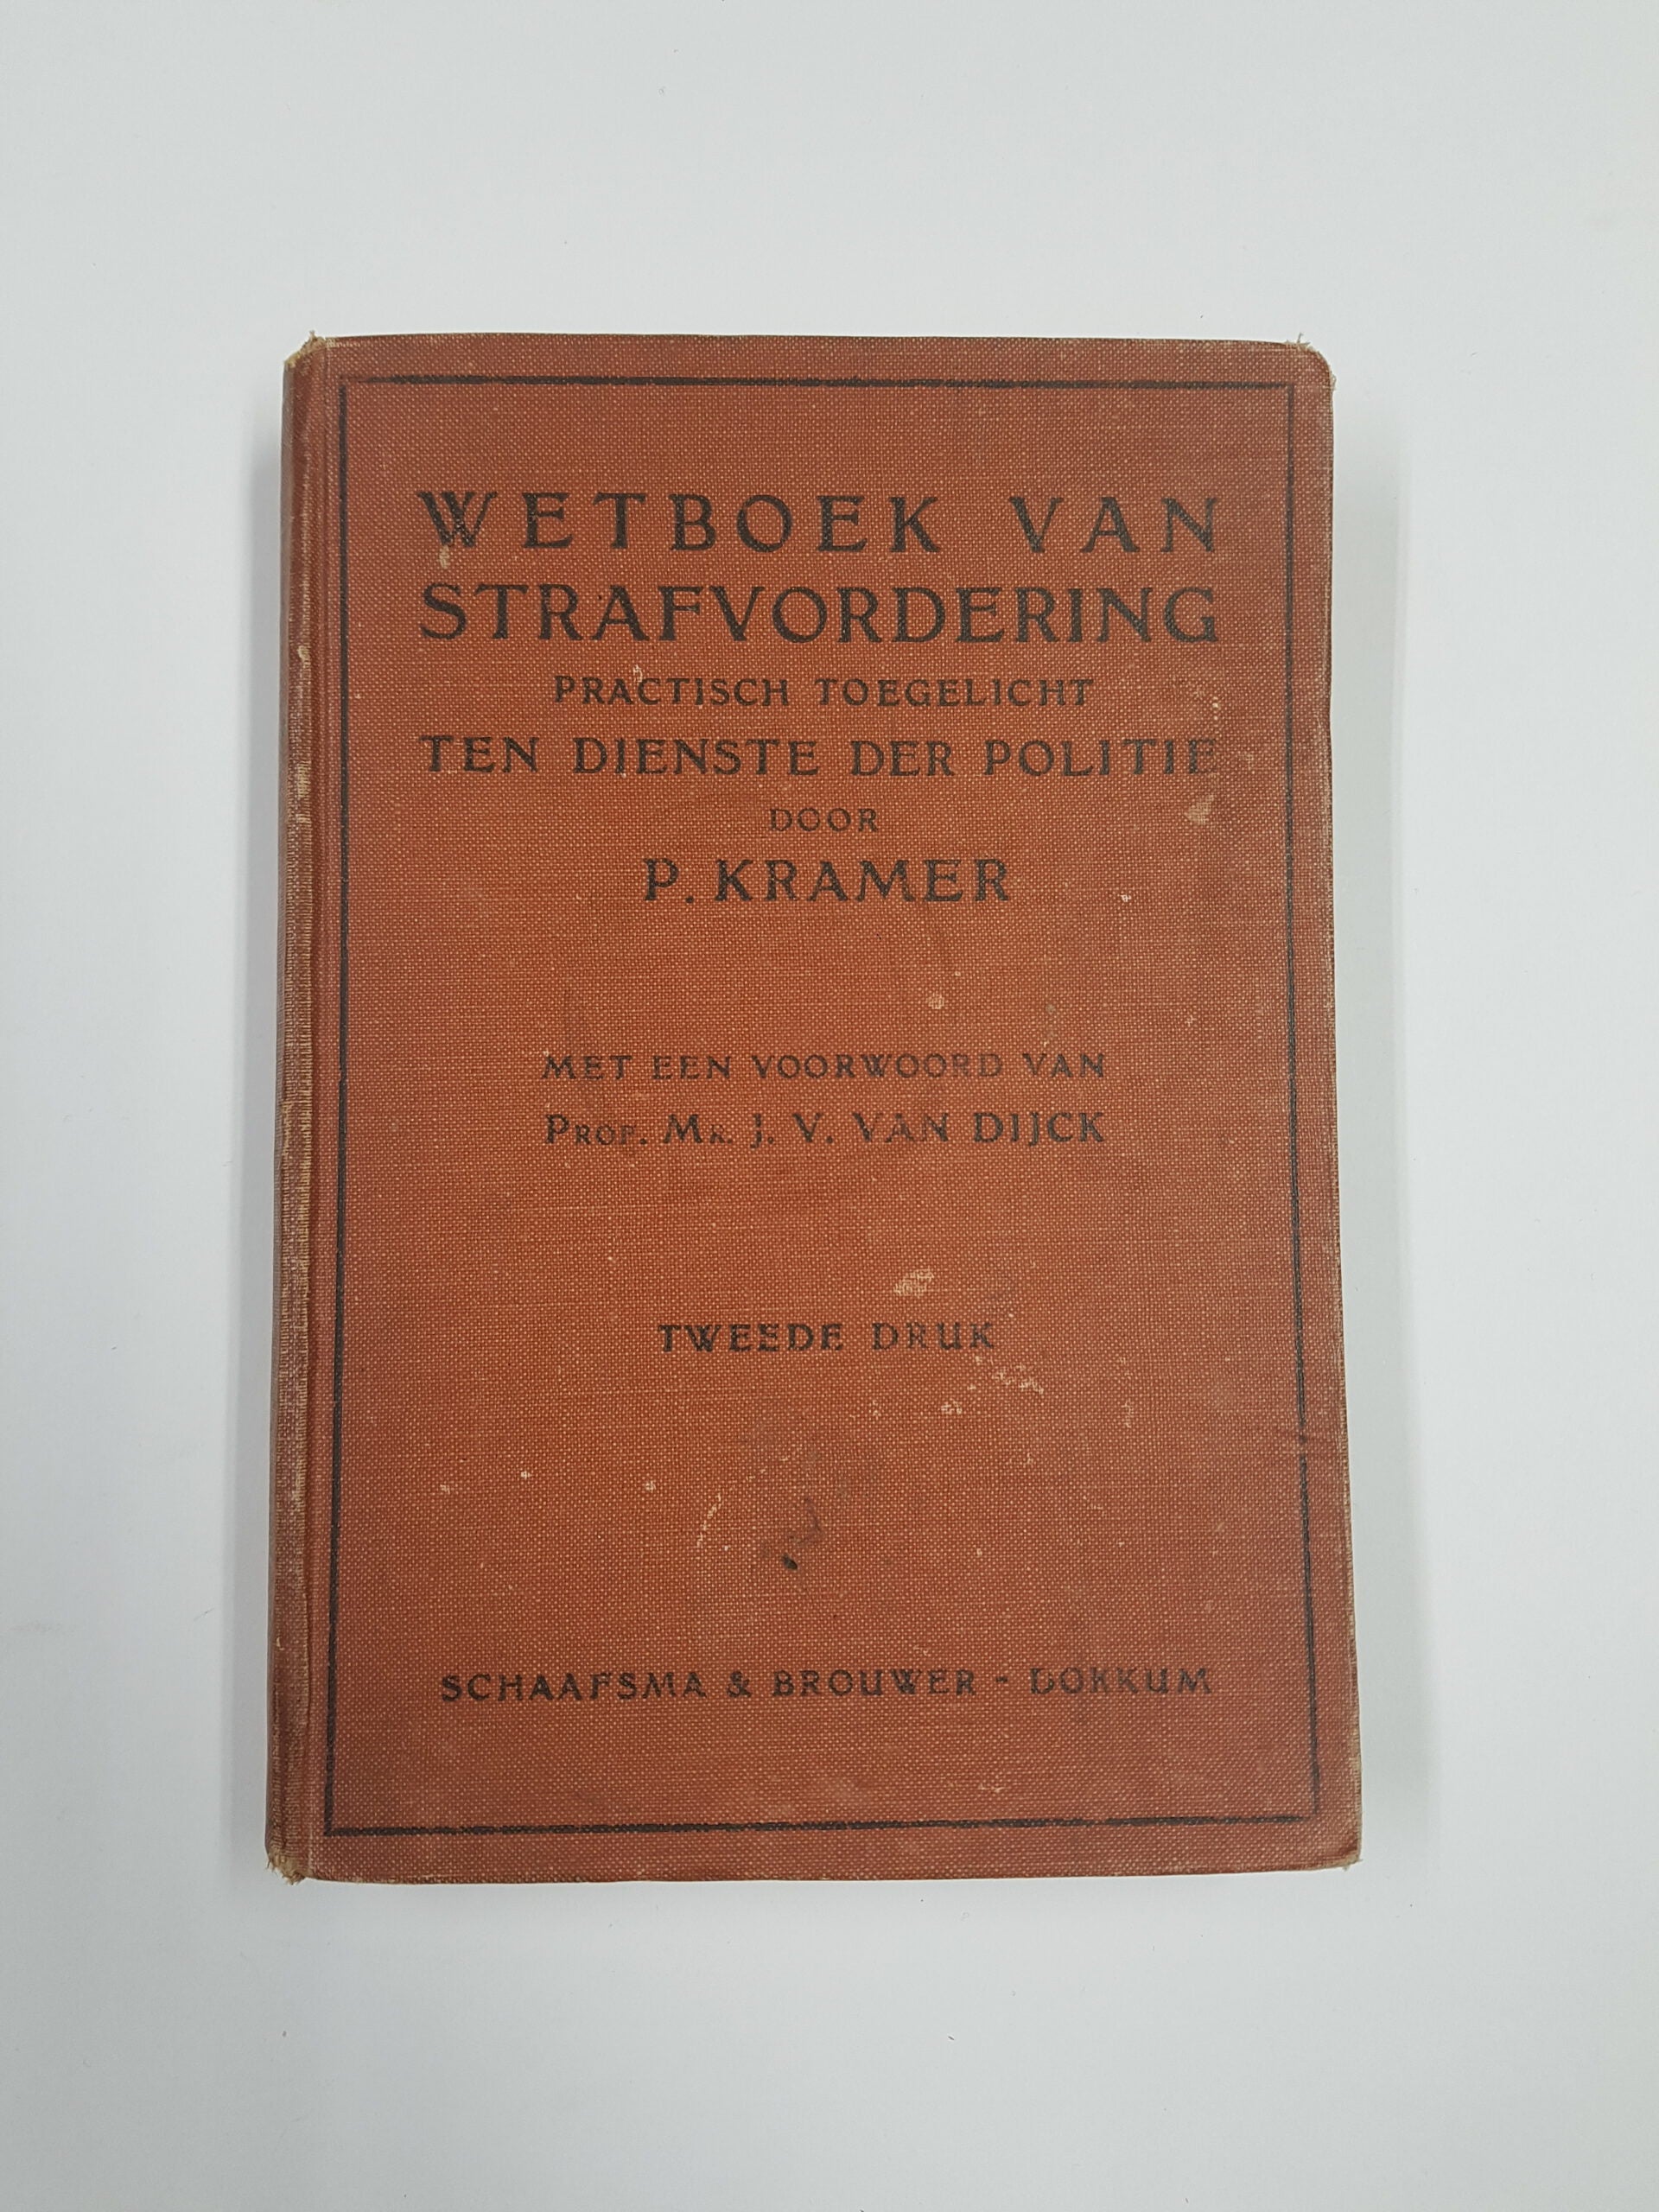 WETBOEK VAN
STRAFVORDERING
PRACTISCH TOEGELICHT
TEN DIENSTE DER POLITIE
DOOR
P. KRAMER
MET EEN VOORWOORD VAN
PROF. MR. J. V. VAN DIJCK
TWEEDE DRUK
SCHAAFSMA & BROUWER - DOKKUM